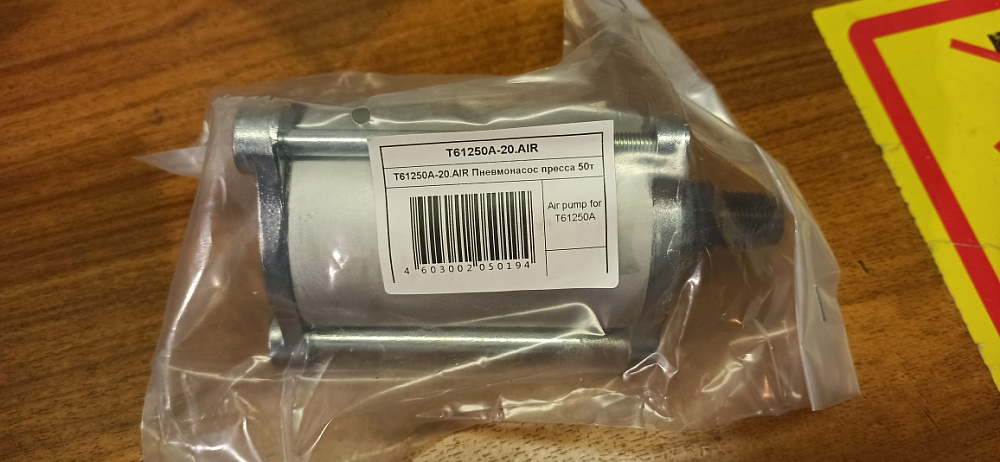 T61250A-20.AIR
T61250A-20.AIR Пневмонасос пресса 50т
Air pump for
T61250A
4 603002 050194